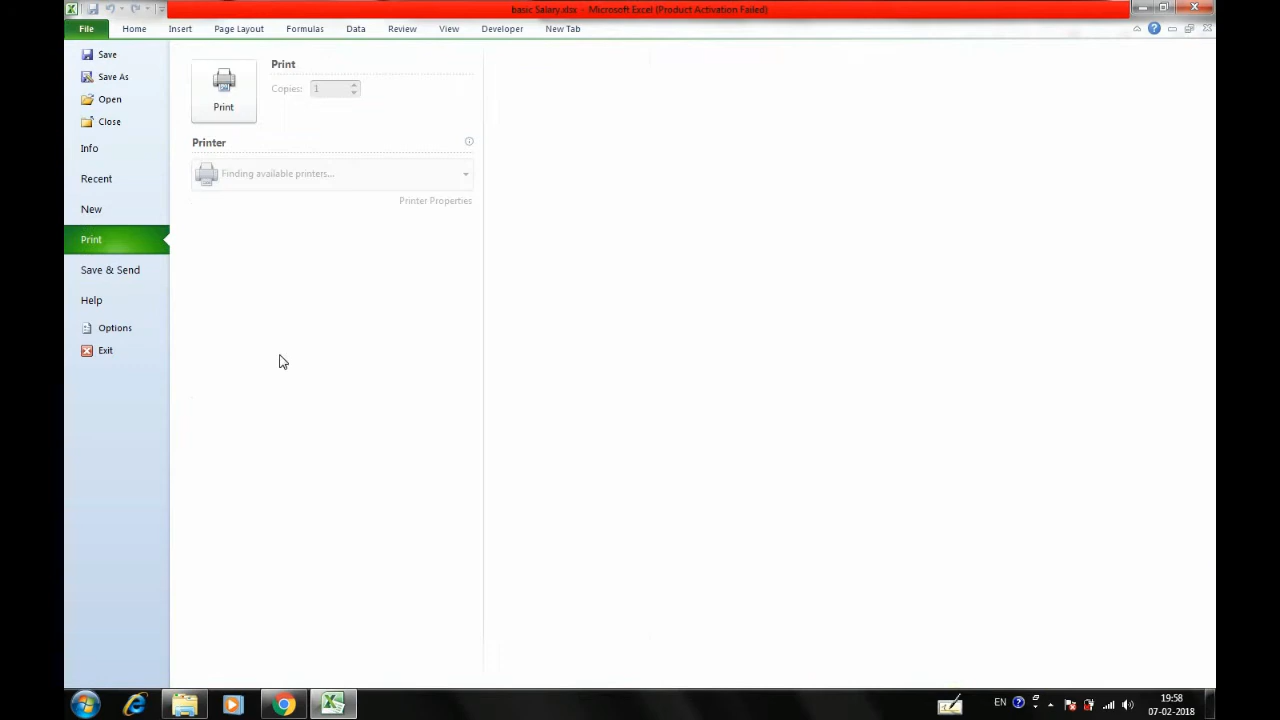 basic Salary.xlsx - Microsoft Excel (Product Activation Failed)
File Home Insert Page Layout Formulas Data Review View Developer New Tab
Save
Save As
Open
Close
Info
Recent
New
Print
Save & Send
Help
Options
Exit
Print
Print
Copies: 1
Printer
Finding available printers...
Printer Properties
EN
19:58
07-02-2018